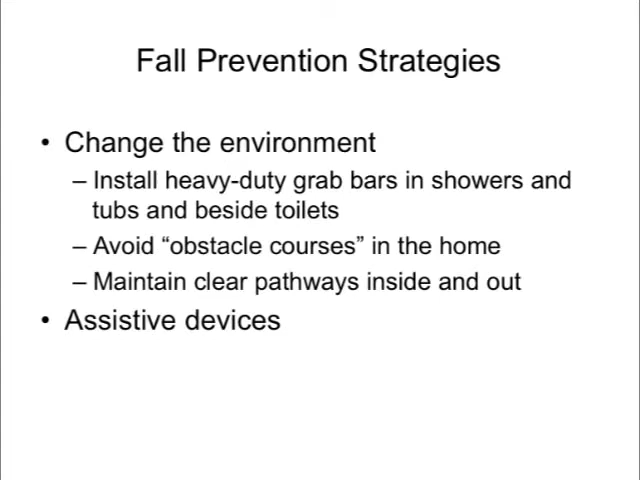 Fall Prevention Strategies
• Change the environment
– Install heavy-duty grab bars in showers and
tubs and beside toilets
– Avoid “obstacle courses” in the home
– Maintain clear pathways inside and out
• Assistive devices